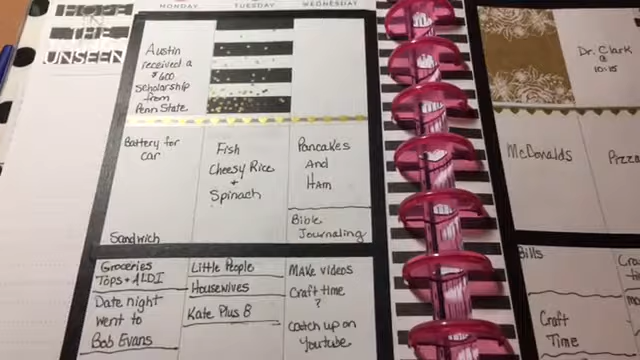 HOPE
IN
THE
UNSEEN
MONDAY
TUESDAY
WEDNESDAY
Austin
received a
$600
Scholarship
from
Penn State
Battery for
car
Sandwich
Fish
Cheesy Rice
+
Spinach
Pancakes
And
Ham
Bible
Journaling
Groceries
Tops + ALDI
Date night
went to
Bob Evans
Little People
Housewives
Kate Plus 8
Make videos
Craft time
?
Catch up on
Youtube
Dr. Clark
@
10:15
McDonalds
Pizza
Bills
Craft
Time